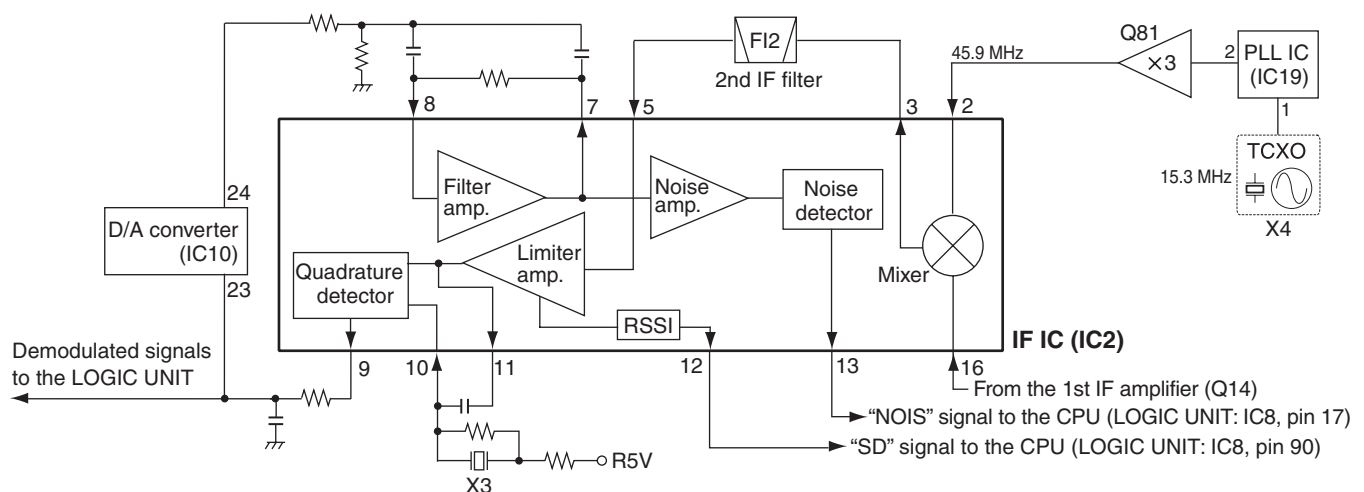 FI2
2nd IF filter
45.9 MHz
Q81
×3
2
PLL IC
(IC19)
1
TCXO
15.3 MHz
X4
8
7
5
3
2
Filter
amp.
Noise
amp.
Noise
detector
24
D/A converter
(IC10)
23
Quadrature
detector
Limiter
amp.
Mixer
RSSI
IF IC (IC2)
9
10
11
12
13
16
Demodulated signals
to the LOGIC UNIT
From the 1st IF amplifier (Q14)
“NOIS” signal to the CPU (LOGIC UNIT: IC8, pin 17)
“SD” signal to the CPU (LOGIC UNIT: IC8, pin 90)
R5V
X3